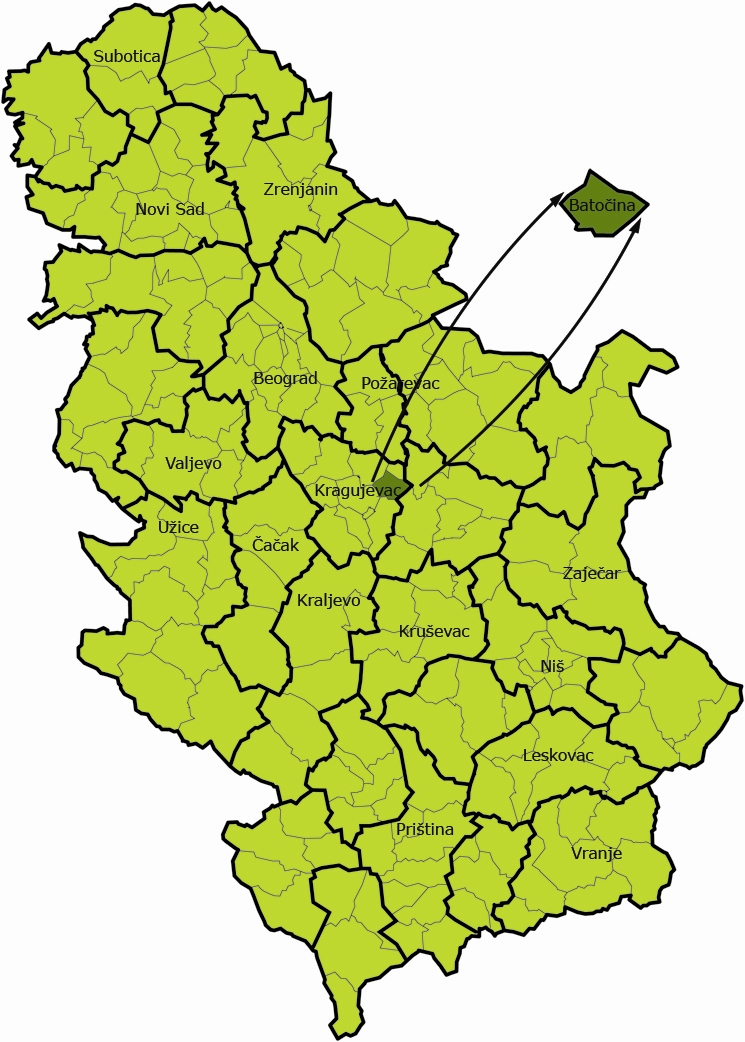 Subotica
Zrenjanin
Batočina
Novi Sad
Beograd
Požarevac
Valjevo
Kragujevac
Užice
Čačak
Zaječar
Kraljevo
Kruševac
Niš
Leskovac
Priština
Vranje